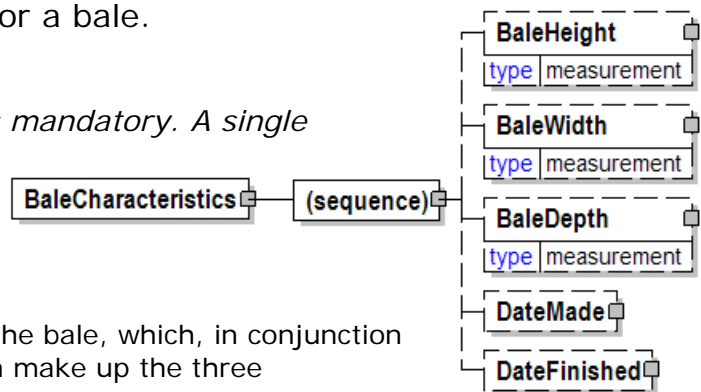 or a bale.
mandatory. A single
BaleCharacteristics
(sequence)
BaleHeight
type measurement
BaleWidth
type measurement
BaleDepth
type measurement
DateMade
DateFinished
he bale, which, in conjunction
make up the three